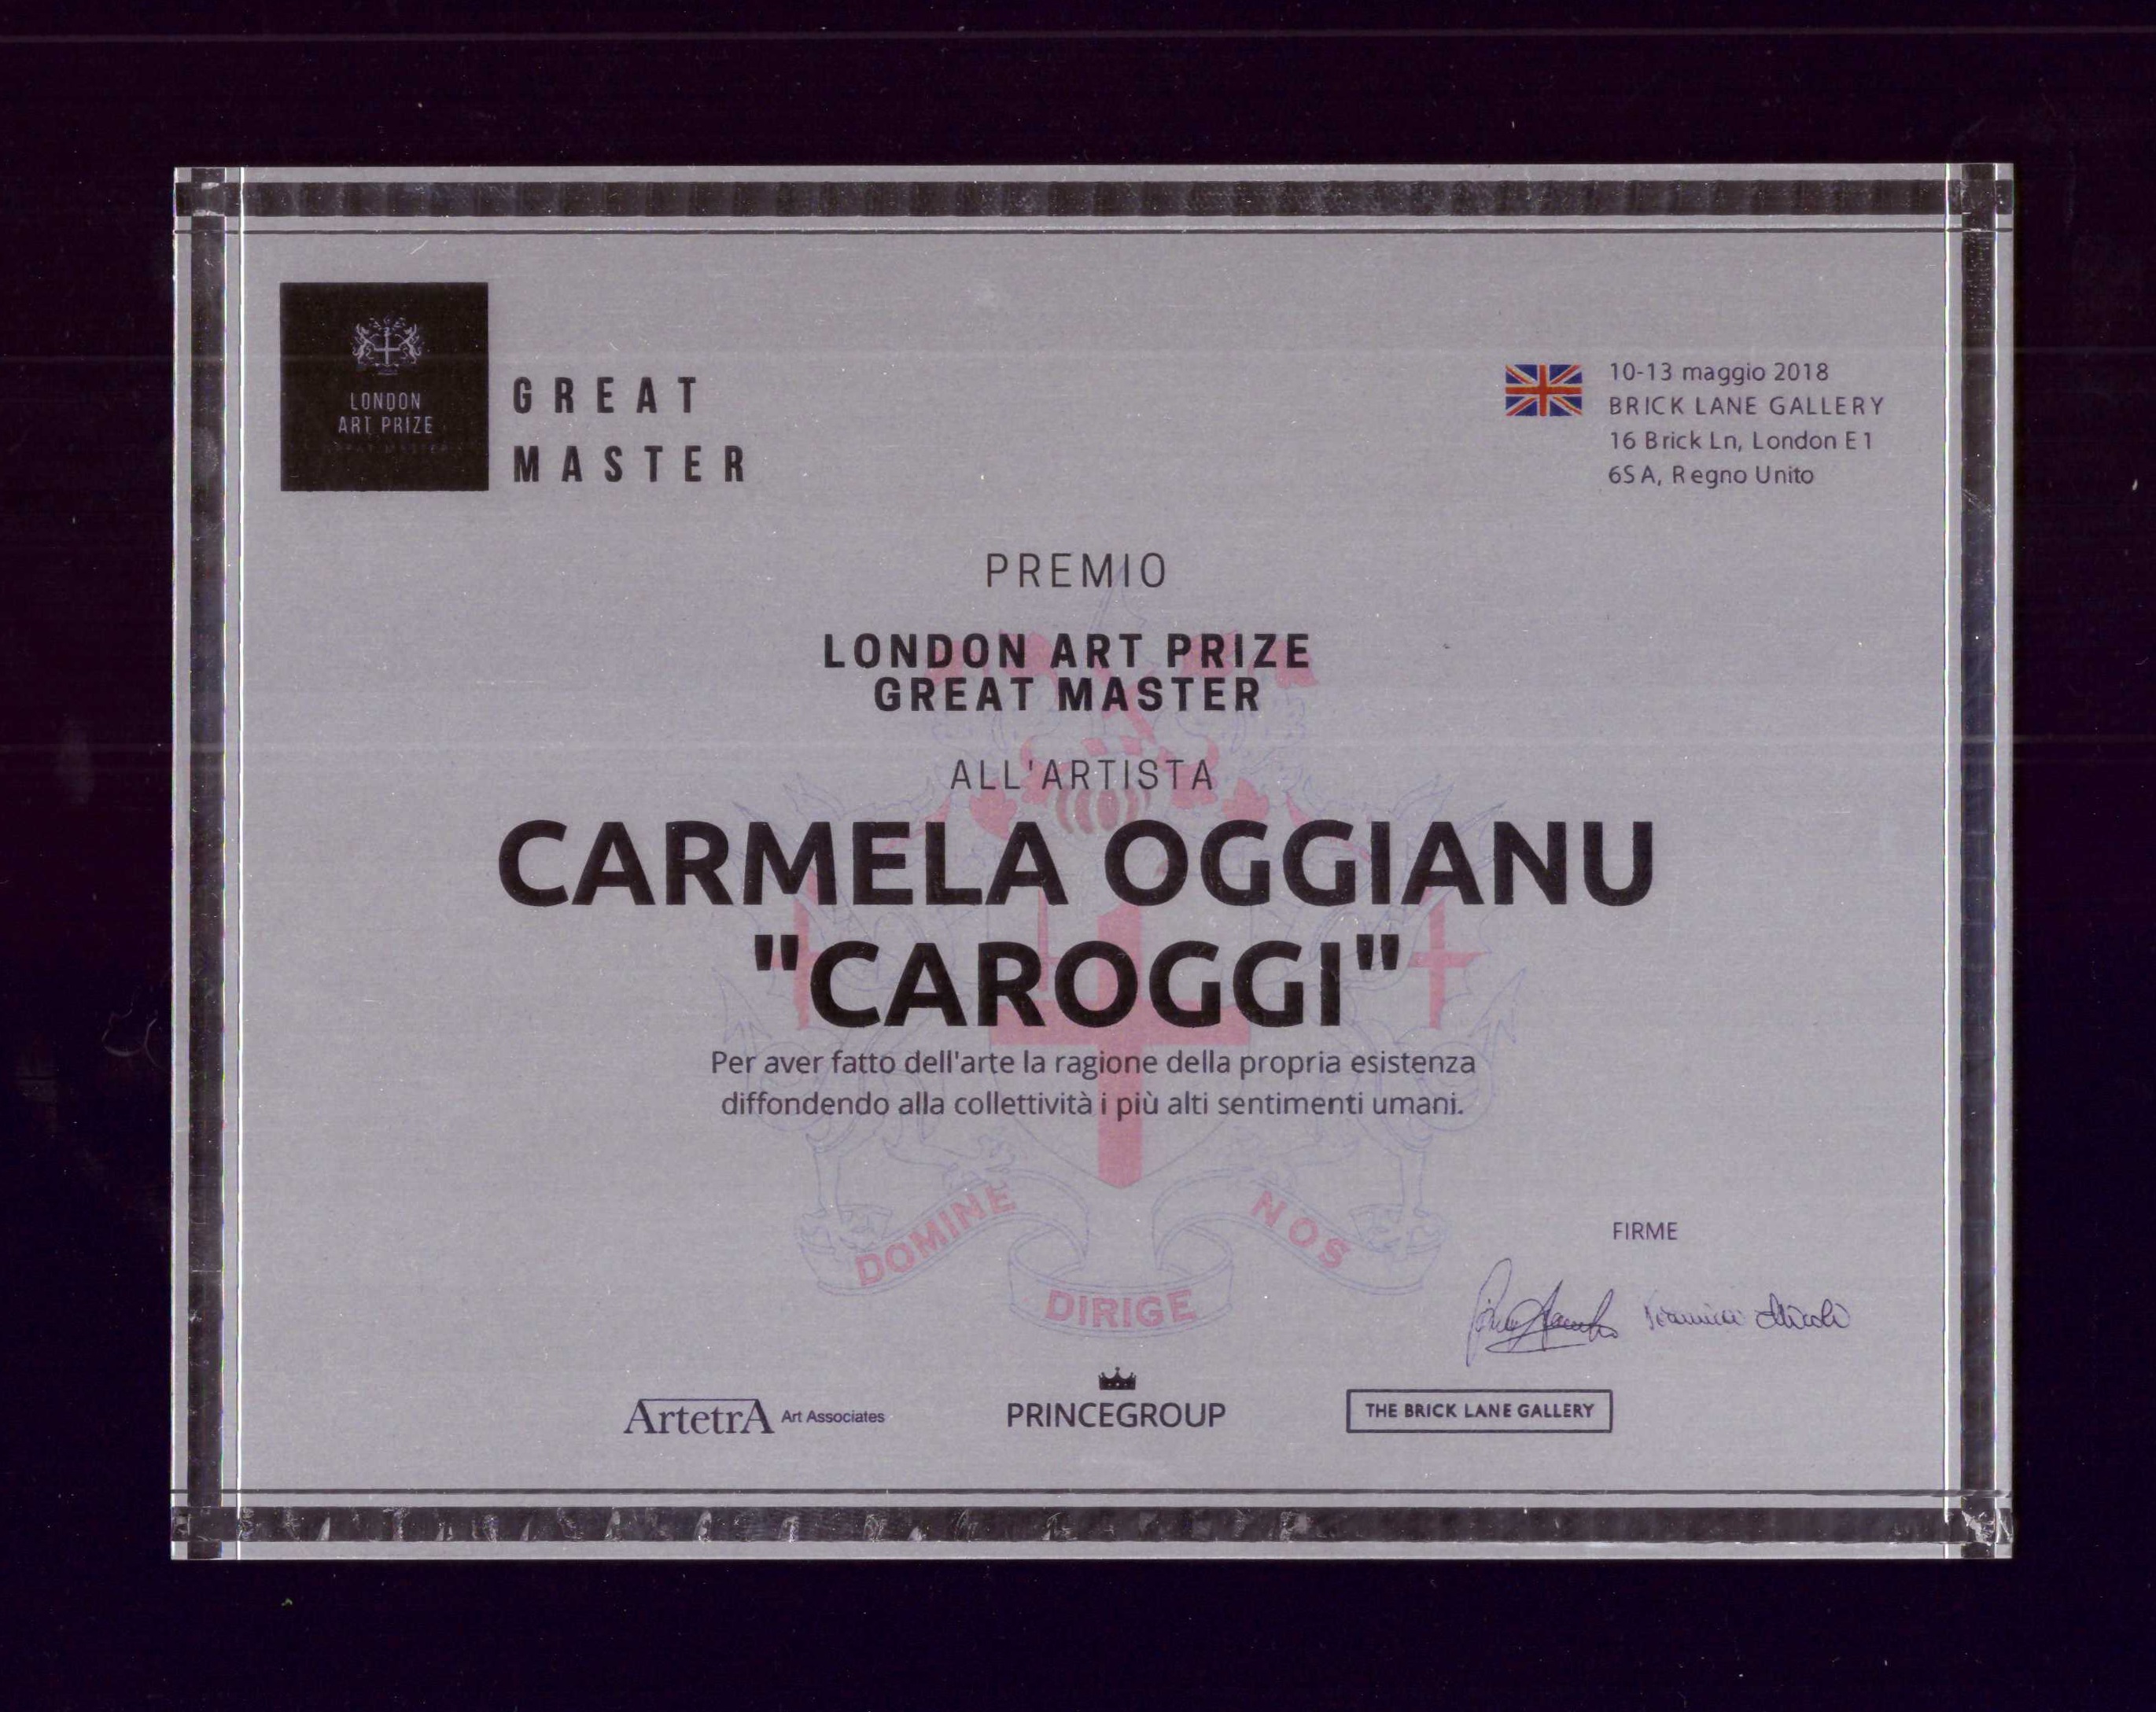 LONDON
ART PRIZE
GREAT MASTER
GREAT
MASTER
10-13 maggio 2018
BRICK LANE GALLERY
16 Brick Ln, London E1
6SA, Regno Unito
PREMIO
LONDON ART PRIZE
GREAT MASTER
ALL'ARTISTA
CARMELA OGGIANU
"CAROGGI"
Per aver fatto dell'arte la ragione della propria esistenza
diffondendo alla collettività i più alti sentimenti umani.
DOMINE DIRIGE NOS
FIRME
ArtetrA Art Associates
PRINCEGROUP
THE BRICK LANE GALLERY